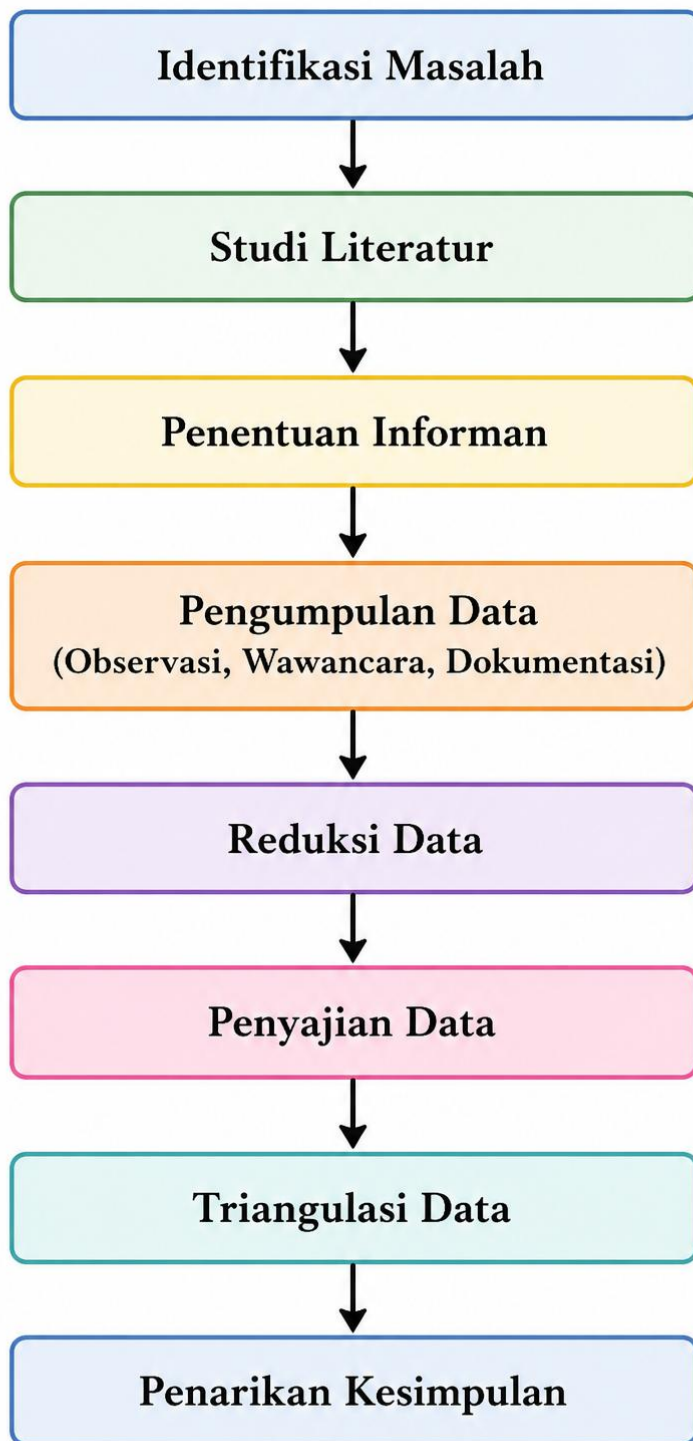 Identifikasi Masalah
Studi Literatur
Penentuan Informan
Pengumpulan Data
(Observasi, Wawancara, Dokumentasi)
Reduksi Data
Penyajian Data
Triangulasi Data
Penarikan Kesimpulan